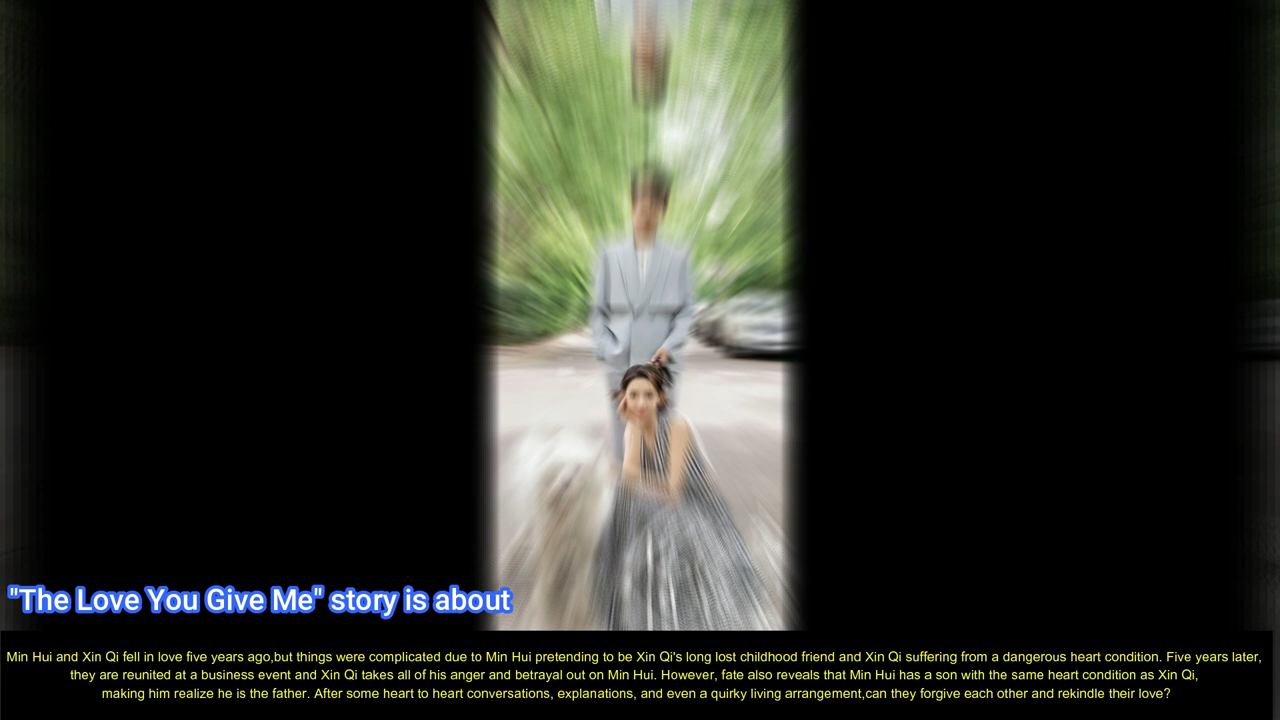 "The Love You Give Me" story is about
Min Hui and Xin Qi fell in love five years ago,but things were complicated due to Min Hui pretending to be Xin Qi's long lost childhood friend and Xin Qi suffering from a dangerous heart condition. Five years later,
they are reunited at a business event and Xin Qi takes all of his anger and betrayal out on Min Hui. However, fate also reveals that Min Hui has a son with the same heart condition as Xin Qi,
making him realize he is the father. After some heart to heart conversations, explanations, and even a quirky living arrangement,can they forgive each other and rekindle their love?